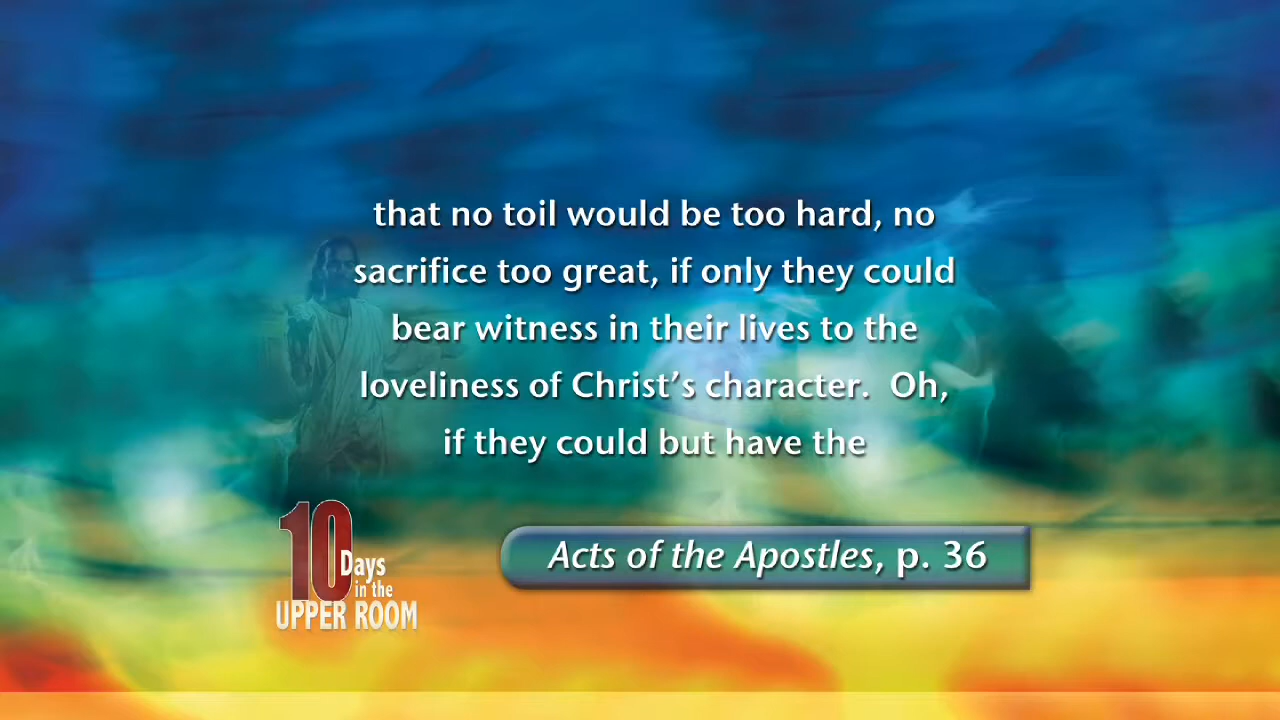 that no toil would be too hard, no
sacrifice too great, if only they could
bear witness in their lives to the
loveliness of Christ's character.  Oh,
if they could but have the
10
Days
in the
UPPER ROOM
Acts of the Apostles, p. 36